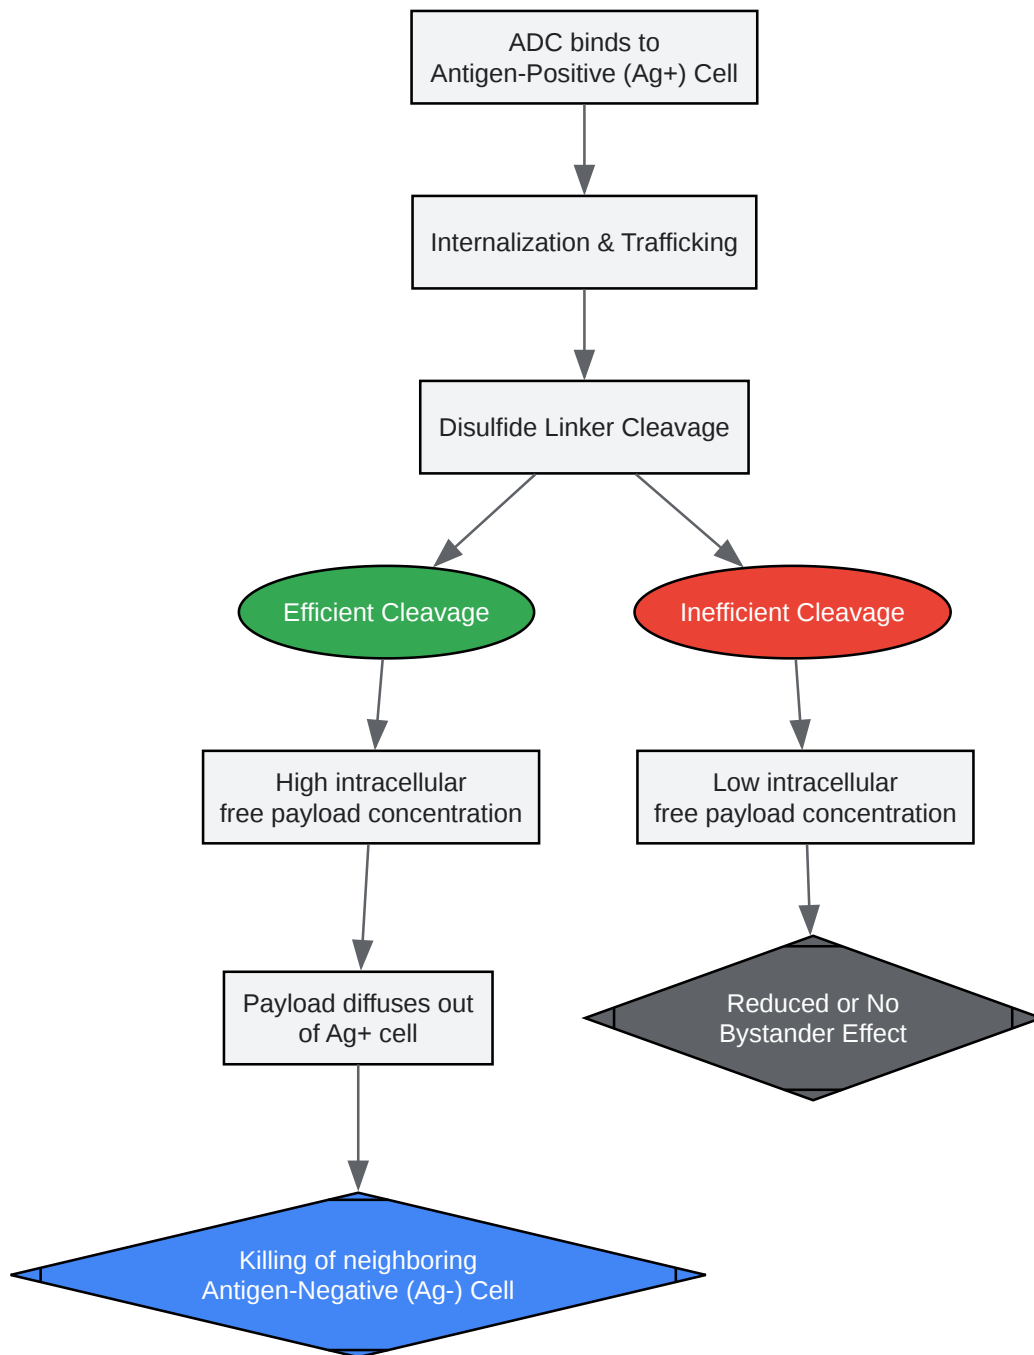 ADC binds to
Antigen-Positive (Ag+) Cell
Internalization & Trafficking
Disulfide Linker Cleavage
Efficient Cleavage
Inefficient Cleavage
High intracellular
free payload concentration
Low intracellular
free payload concentration
Payload diffuses out
of Ag+ cell
Reduced or No
Bystander Effect
Killing of neighboring
Antigen-Negative (Ag-) Cell